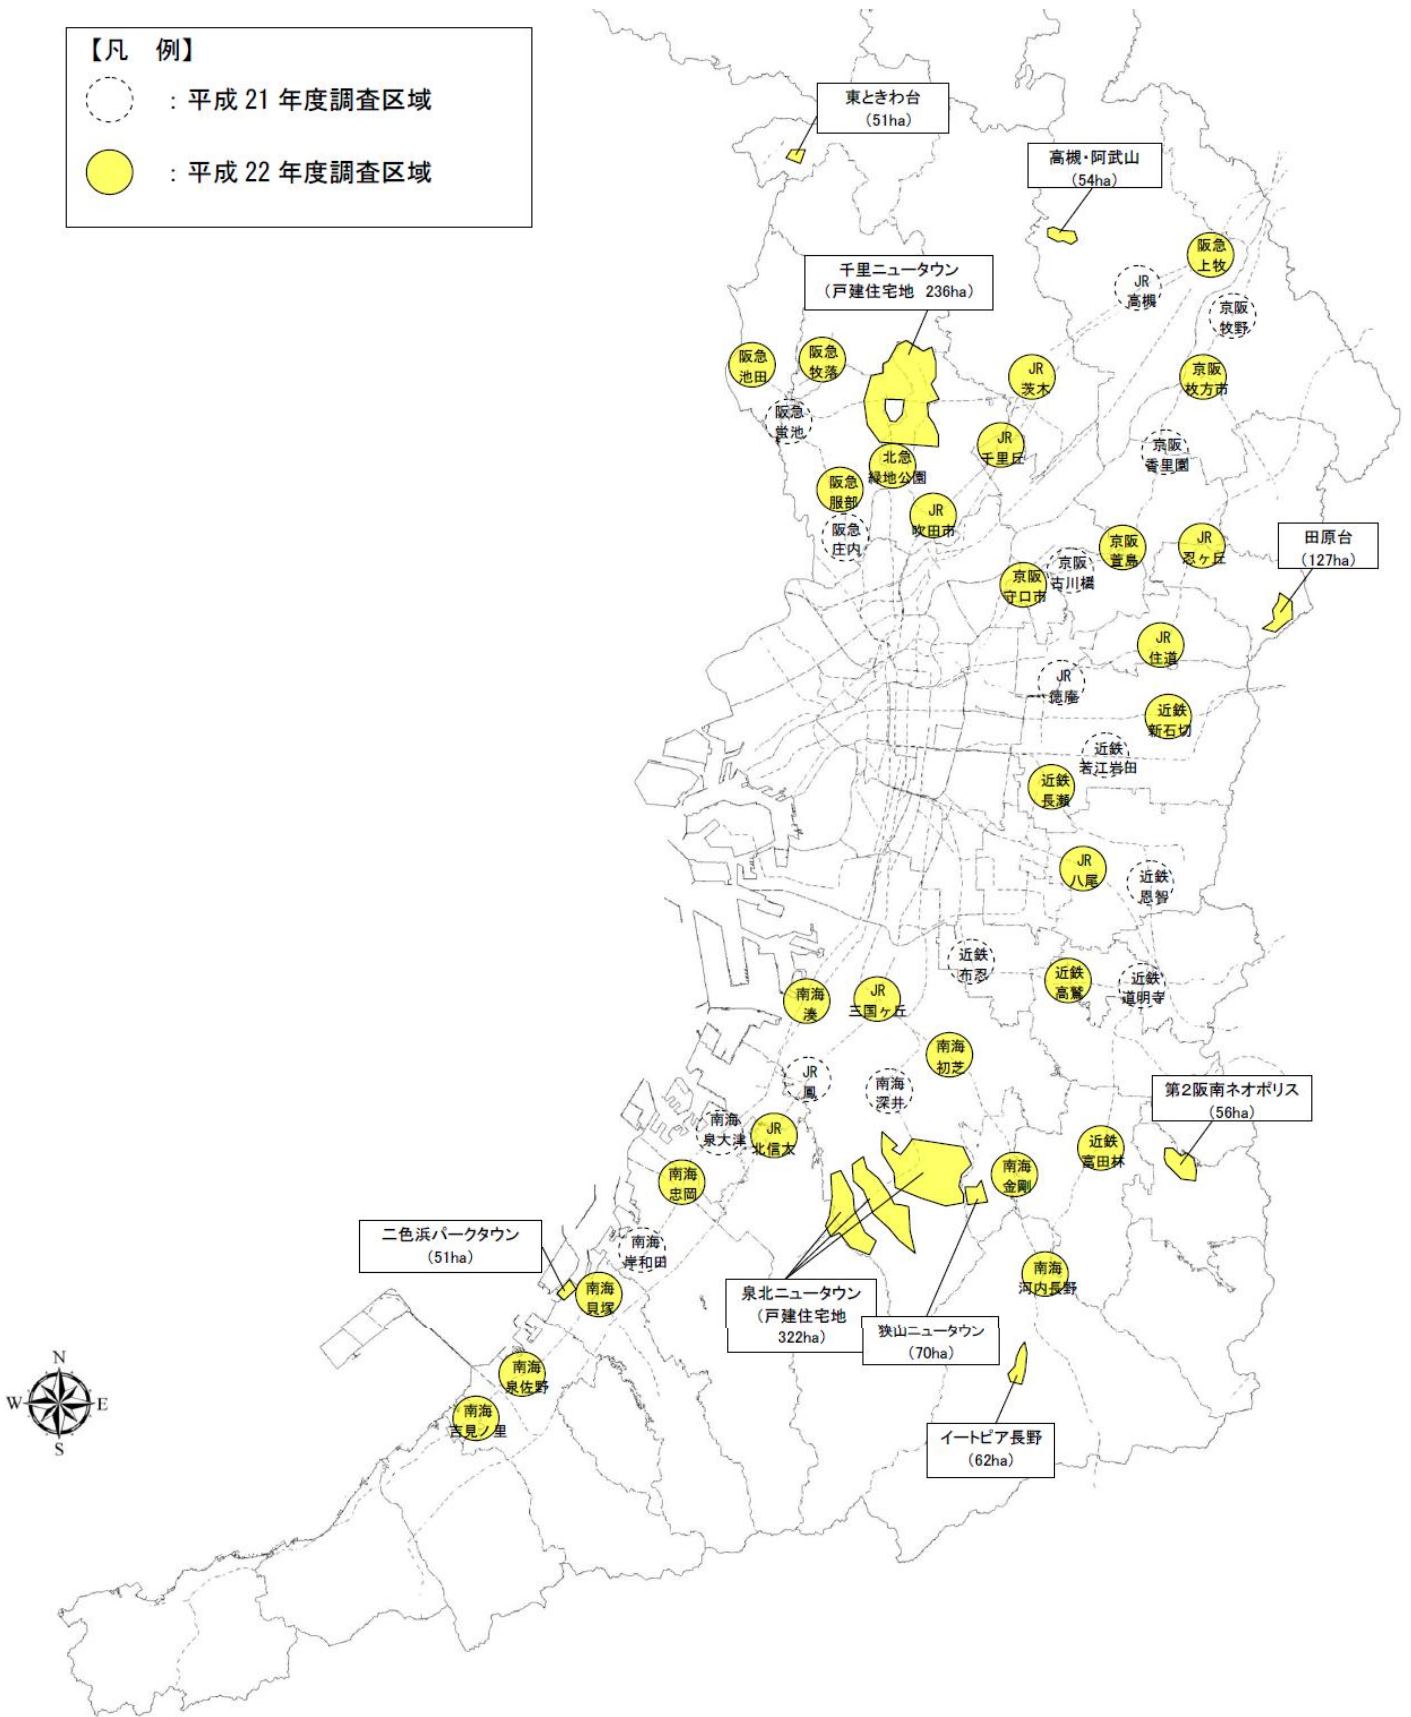 【凡　例】
：平成 21 年度調査区域
：平成 22 年度調査区域
東ときわ台
（51ha）
高槻・阿武山
（54ha）
阪急
上牧
千里ニュータウン
（戸建住宅地　236ha）
JR
高槻
京阪
牧野
阪急
池田
阪急
牧落
JR
茨木
京阪
枚方市
阪急
蛍池
JR
千里丘
京阪
香里園
北急
緑地公園
阪急
服部
JR
吹田市
阪急
庄内
京阪
萱島
JR
忍ヶ丘
田原台
（127ha）
京阪
守口市
京阪
古川橋
JR
住道
JR
徳庵
近鉄
新石切
近鉄
若江岩田
近鉄
長瀬
JR
八尾
近鉄
恩智
近鉄
布忍
近鉄
高鷲
近鉄
道明寺
南海
湊
JR
三国ヶ丘
南海
初芝
JR
鳳
南海
深井
第２阪南ネオポリス
（56ha）
南海
泉大津
JR
北信太
近鉄
富田林
南海
忠岡
南海
金剛
二色浜パークタウン
（51ha）
南海
岸和田
南海
貝塚
南海
河内長野
泉北ニュータウン
（戸建住宅地
322ha）
狭山ニュータウン
（70ha）
南海
泉佐野
南海
吉見ノ里
イートピア長野
（62ha）
N
W
E
S